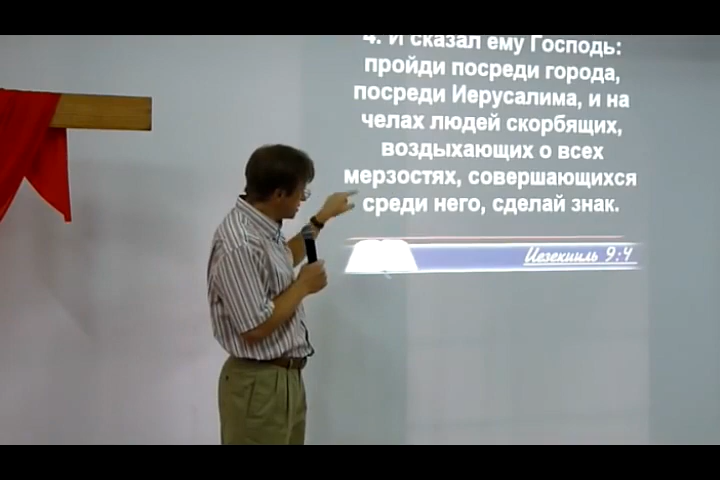 4. И сказал ему Господь:
пройди посреди города,
посреди Иерусалима, и на
челах людей скорбящих,
воздыхающих о всех
мерзостях, совершающихся
среди него, сделай знак.
Иезекииль 9:4